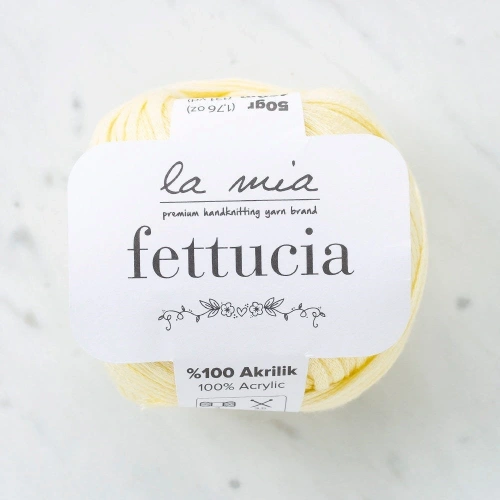 50gr (1,76 oz)
la mia
premium handknitting yarn brand
fettucia
%100 Akrilik
100% Acrylic